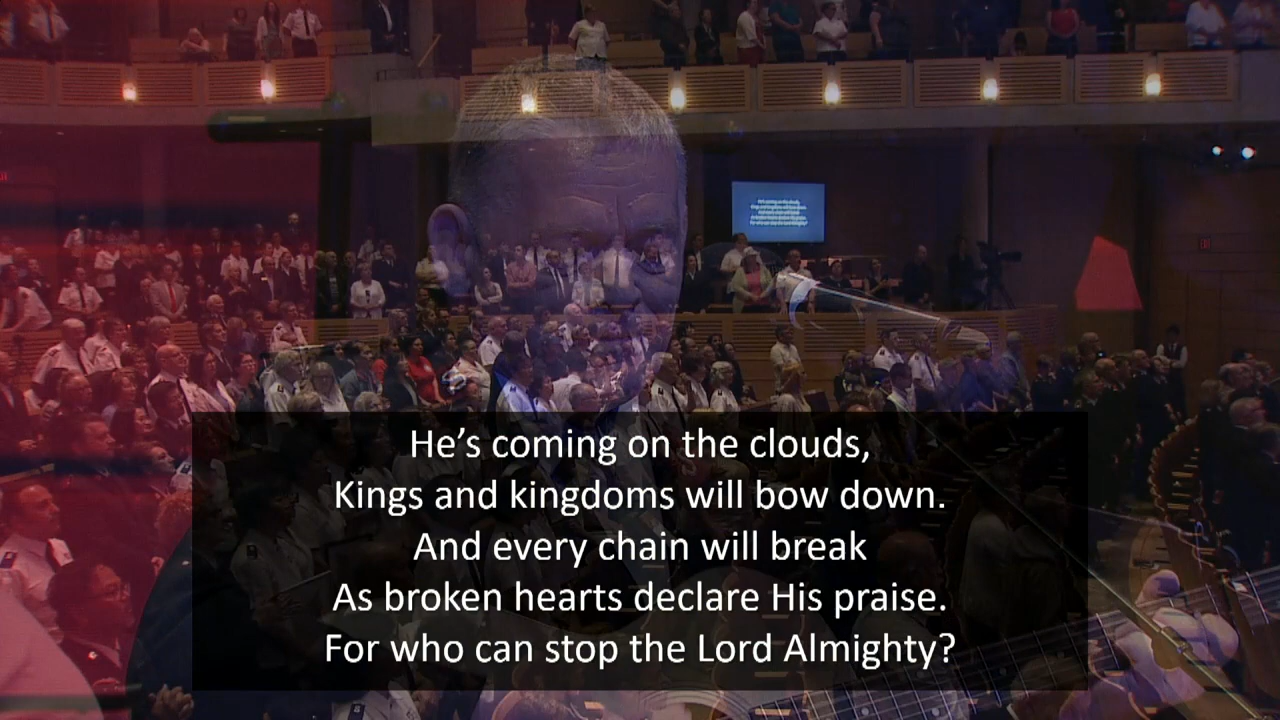 He’s coming on the clouds,
Kings and kingdoms will bow down.
And every chain will break
As broken hearts declare His praise.
For who can stop the Lord Almighty?